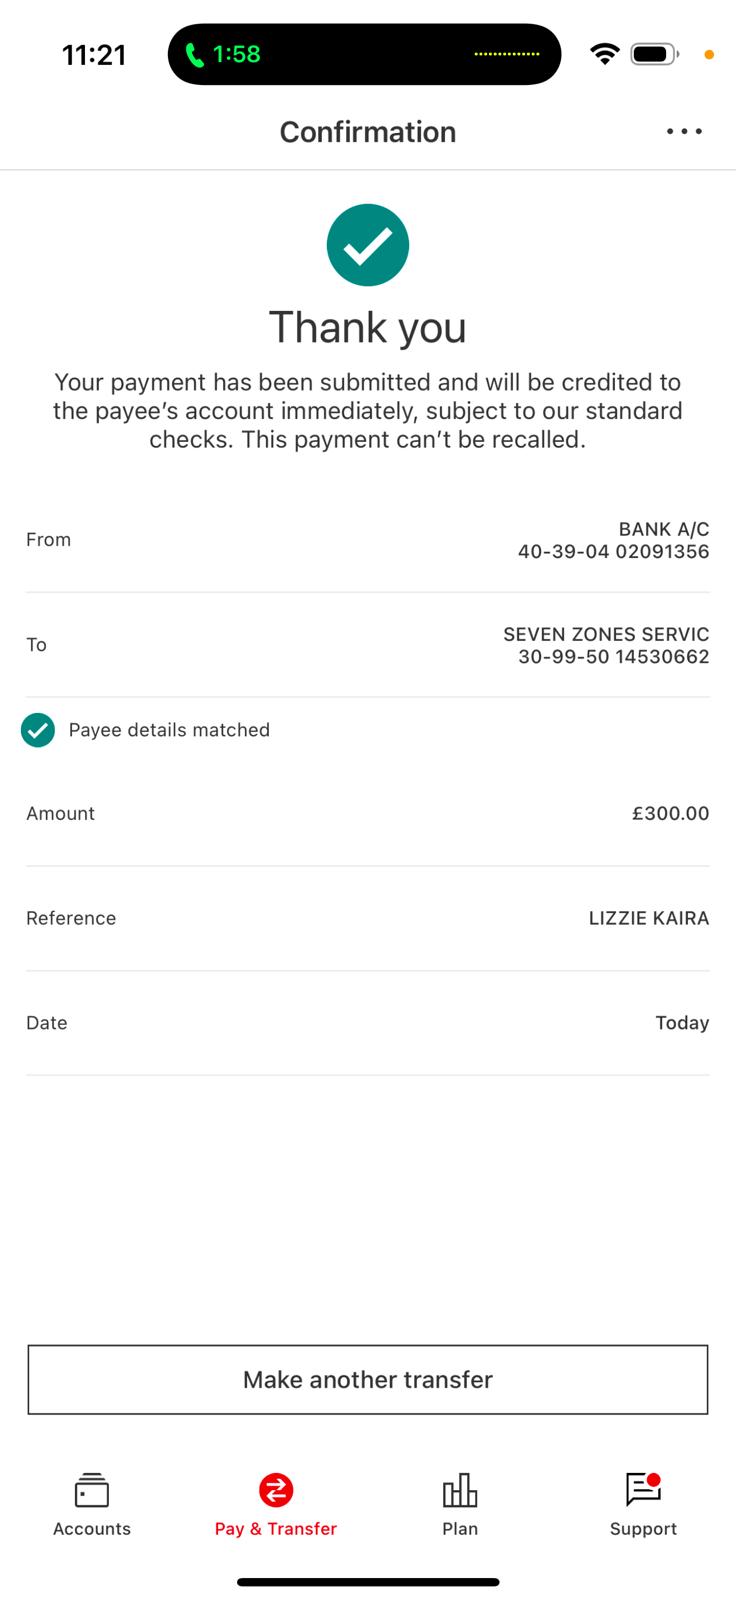 11:21
1:58
Confirmation
Thank you
Your payment has been submitted and will be credited to
the payee’s account immediately, subject to our standard
checks. This payment can’t be recalled.
From
BANK A/C
40-39-04 02091356
To
SEVEN ZONES SERVIC
30-99-50 14530662
Payee details matched
Amount
£300.00
Reference
LIZZIE KAIRA
Date
Today
Make another transfer
Accounts
Pay & Transfer
Plan
Support